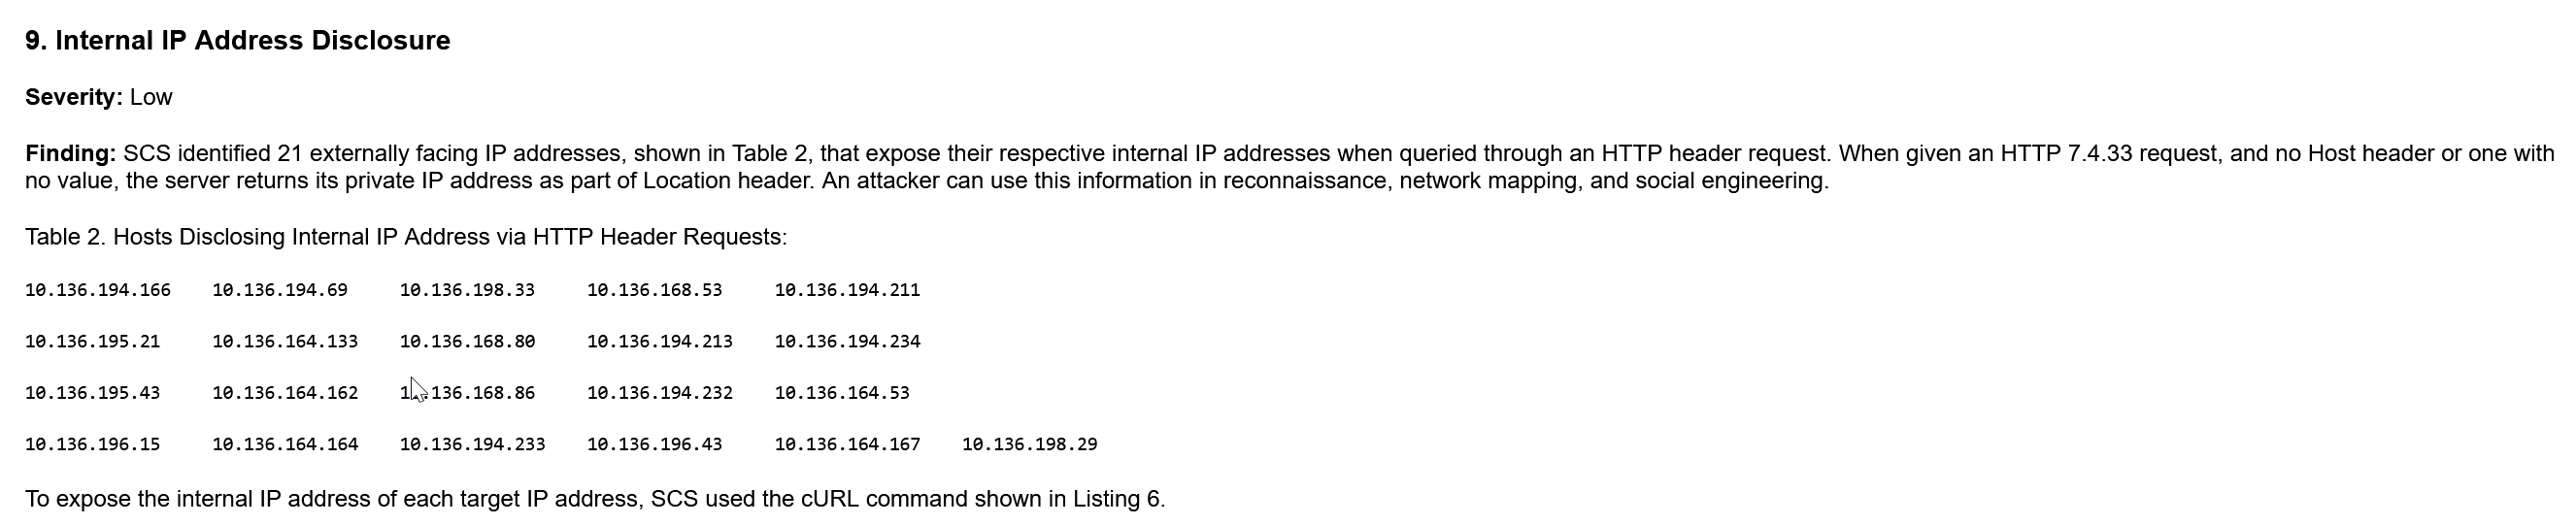 9. Internal IP Address Disclosure
Severity: Low
Finding: SCS identified 21 externally facing IP addresses, shown in Table 2, that expose their respective internal IP addresses when queried through an HTTP header request. When given an HTTP 7.4.33 request, and no Host header or one with
no value, the server returns its private IP address as part of Location header. An attacker can use this information in reconnaissance, network mapping, and social engineering.
Table 2. Hosts Disclosing Internal IP Address via HTTP Header Requests:
10.136.194.166 10.136.194.69 10.136.198.33 10.136.168.53 10.136.194.211
10.136.195.21 10.136.164.133 10.136.168.80 10.136.194.213 10.136.194.234
10.136.195.43 10.136.164.162 1 136.168.86 10.136.194.232 10.136.164.53
10.136.196.15 10.136.164.164 10.136.194.233 10.136.196.43 10.136.164.167 10.136.198.29
To expose the internal IP address of each target IP address, SCS used the cURL command shown in Listing 6.